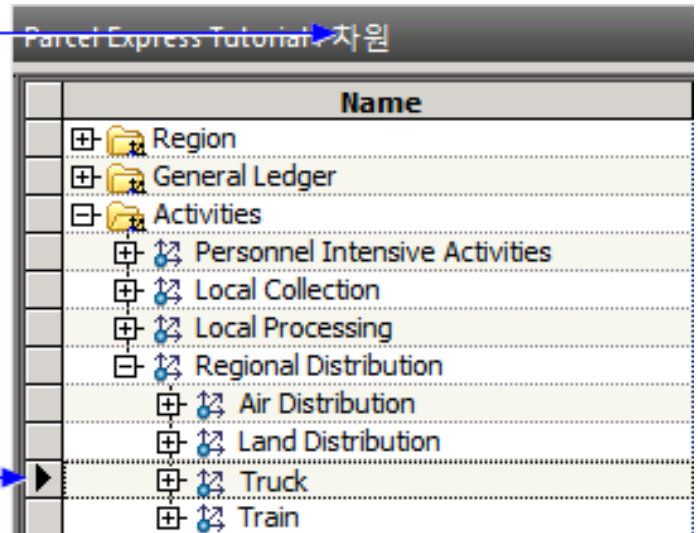 Parcel Express Tutorial: 차원
Name
Region
General Ledger
Activities
Personnel Intensive Activities
Local Collection
Local Processing
Regional Distribution
Air Distribution
Land Distribution
Truck
Train